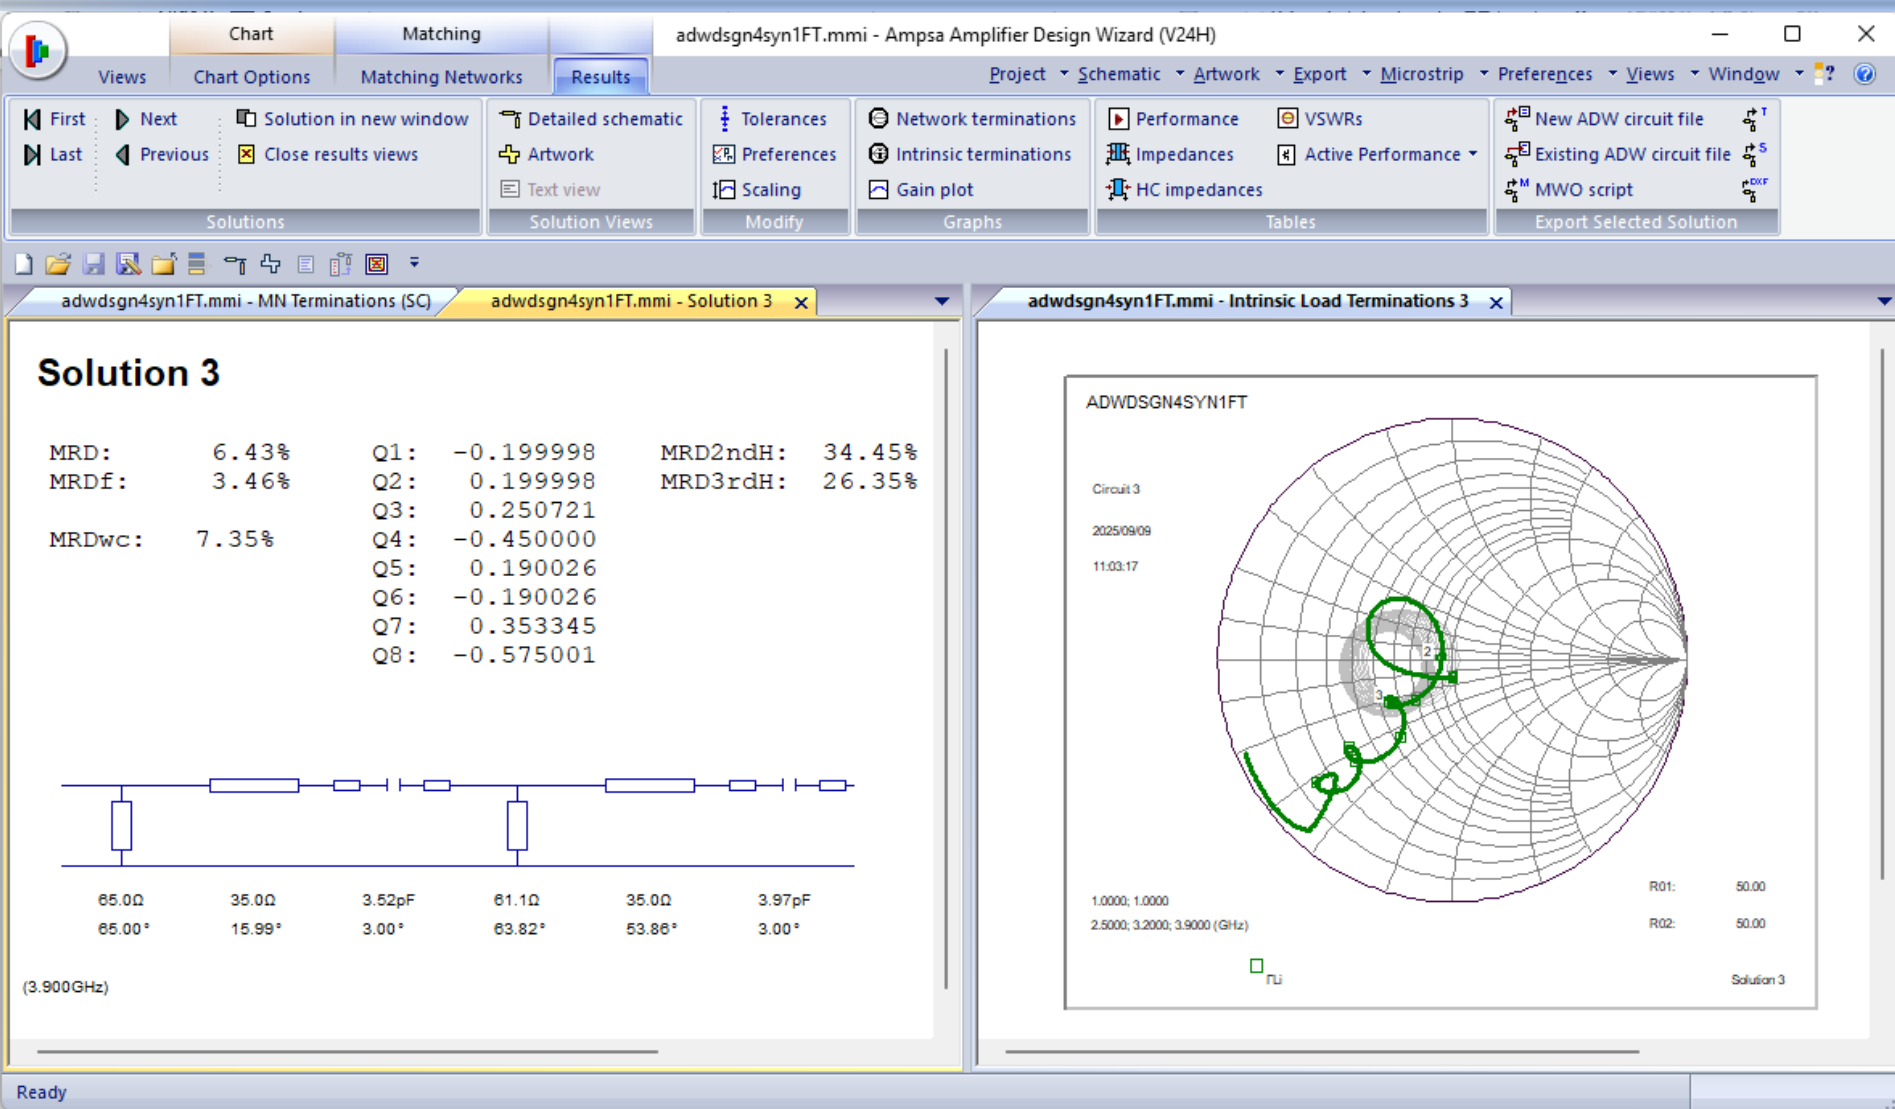 Chart
Matching
adwdsgn4syn1FT.mmi - Ampsa Amplifier Design Wizard (V24H)
Views
Chart Options
Matching Networks
Results
Project
Schematic
Artwork
Export
Microstrip
Preferences
Views
Window
?
First
Next
Solution in new window
Last
Previous
Close results views
Solutions
Detailed schematic
Artwork
Text view
Solution Views
Tolerances
Preferences
Scaling
Modify
Network terminations
Intrinsic terminations
Gain plot
Graphs
Performance
VSWRs
Impedances
Active Performance
HC impedances
Tables
New ADW circuit file
T
Existing ADW circuit file
S
MWO script
DXF
Export Selected Solution
adwdsgn4syn1FT.mmi - MN Terminations (SC)
adwdsgn4syn1FT.mmi - Solution 3
adwdsgn4syn1FT.mmi - Intrinsic Load Terminations 3
Solution 3
MRD: 6.43% Q1: -0.199998 MRD2ndH: 34.45%
MRDf: 3.46% Q2: 0.199998 MRD3rdH: 26.35%
Q3: 0.250721
MRDwc: 7.35% Q4: -0.450000
Q5: 0.190026
Q6: -0.190026
Q7: 0.353345
Q8: -0.575001
65.0Ω 35.0Ω 3.52pF 61.1Ω 35.0Ω 3.97pF
65.00° 15.99° 3.00° 63.82° 53.86° 3.00°
(3.900GHz)
ADWDSGN4SYN1FT
Circuit 3
2025/09/09
11:03:17
2
3
1.0000; 1.0000
2.5000; 3.2000; 3.9000 (GHz)
R01: 50.00
R02: 50.00
ΓLi
Solution 3
Ready